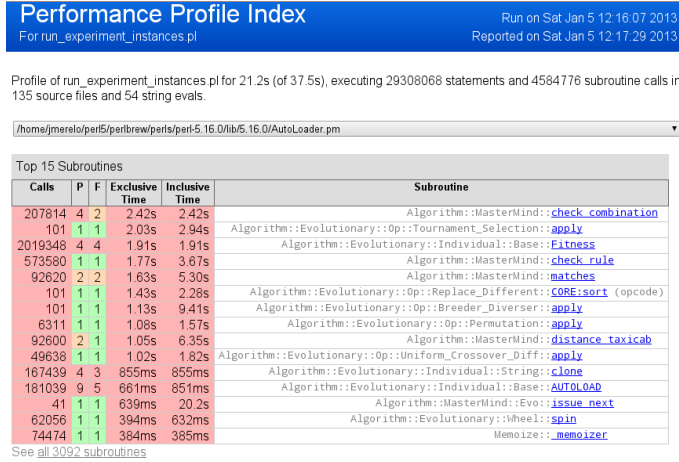 Performance Profile Index
For run_experiment_instances.pl
Run on Sat Jan 5 12:16:07 2013
Reported on Sat Jan 5 12:17:29 2013
Profile of run_experiment_instances.pl for 21.2s (of 37.5s), executing 29308068 statements and 4584776 subroutine calls in
135 source files and 54 string evals.
/home/jmerelo/perl5/perlbrew/perls/perl-5.16.0/lib/5.16.0/AutoLoader.pm
Top 15 Subroutines
Calls P F Exclusive Time Inclusive Time Subroutine
207814 4 2 2.42s 2.42s Algorithm::MasterMind::check_combination
101 1 1 2.03s 2.94s Algorithm::Evolutionary::Op::Tournament_Selection::apply
2019348 4 4 1.91s 1.91s Algorithm::Evolutionary::Individual::Base::Fitness
573580 1 1 1.77s 3.67s Algorithm::MasterMind::check_rule
92620 2 2 1.63s 5.30s Algorithm::MasterMind::matches
101 1 1 1.43s 2.28s Algorithm::Evolutionary::Op::Replace_Different::CORE:sort (opcode)
101 1 1 1.13s 9.41s Algorithm::Evolutionary::Op::Breeder_Diverser::apply
6311 1 1 1.08s 1.57s Algorithm::Evolutionary::Op::Permutation::apply
92600 2 1 1.05s 6.35s Algorithm::MasterMind::distance_taxicab
49638 1 1 1.02s 1.82s Algorithm::Evolutionary::Op::Uniform_Crossover_Diff::apply
167439 4 3 855ms 855ms Algorithm::Evolutionary::Individual::String::clone
181039 9 5 661ms 851ms Algorithm::Evolutionary::Individual::Base::AUTOLOAD
41 1 1 639ms 20.2s Algorithm::MasterMind::Evo::issue_next
62056 1 1 394ms 632ms Algorithm::Evolutionary::Wheel::spin
74474 1 1 384ms 385ms Memoize::_memoizer
See all 3092 subroutines